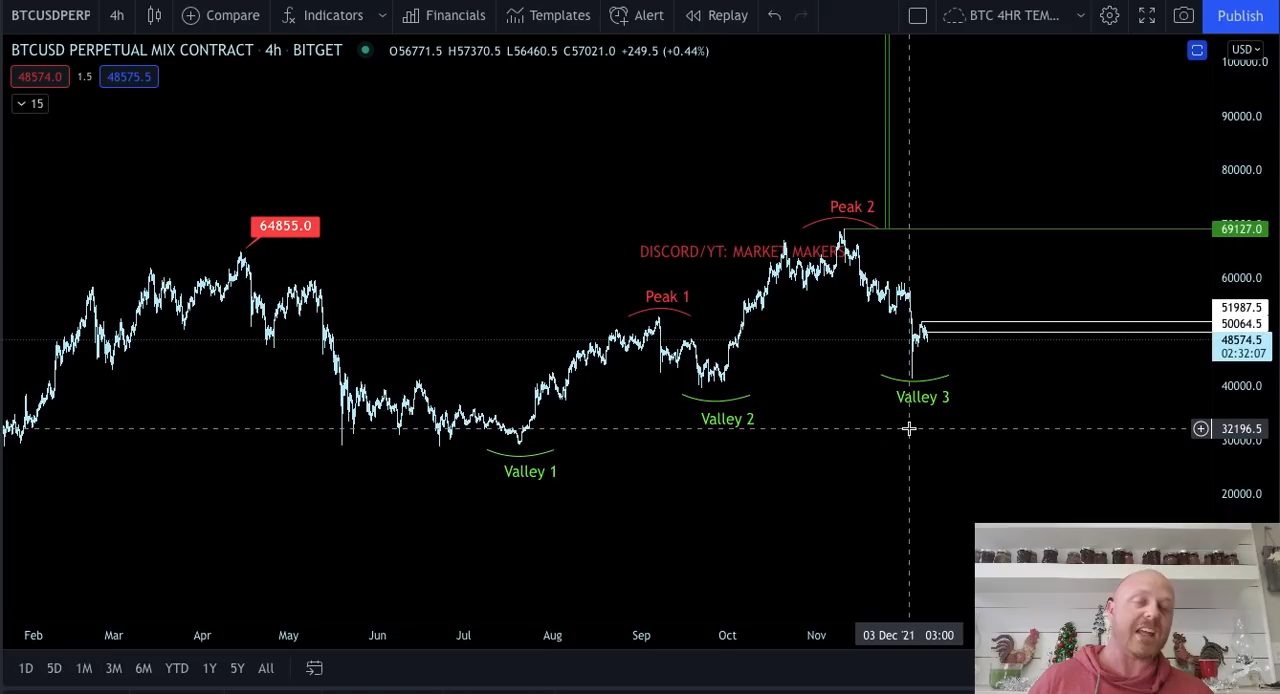 BTCUSDPERP 4h Compare Indicators Financials Templates Alert Replay BTC 4HR TEM... Publish
BTCUSD PERPETUAL MIX CONTRACT · 4h · BITGET O56771.5 H57370.5 L56460.5 C57021.0 +249.5 (+0.44%) USD
100000.0
48574.0 1.5 48575.5
15
90000.0
80000.0
Peak 2
64855.0
69127.0
DISCORD/YT: MARKET MAKERS
60000.0
Peak 1
51987.5
50064.5
48574.5
02:32:07
40000.0
Valley 3
Valley 2
32196.5
30000.0
Valley 1
20000.0
Feb Mar Apr May Jun Jul Aug Sep Oct Nov 03 Dec '21 03:00
1D 5D 1M 3M 6M YTD 1Y 5Y All